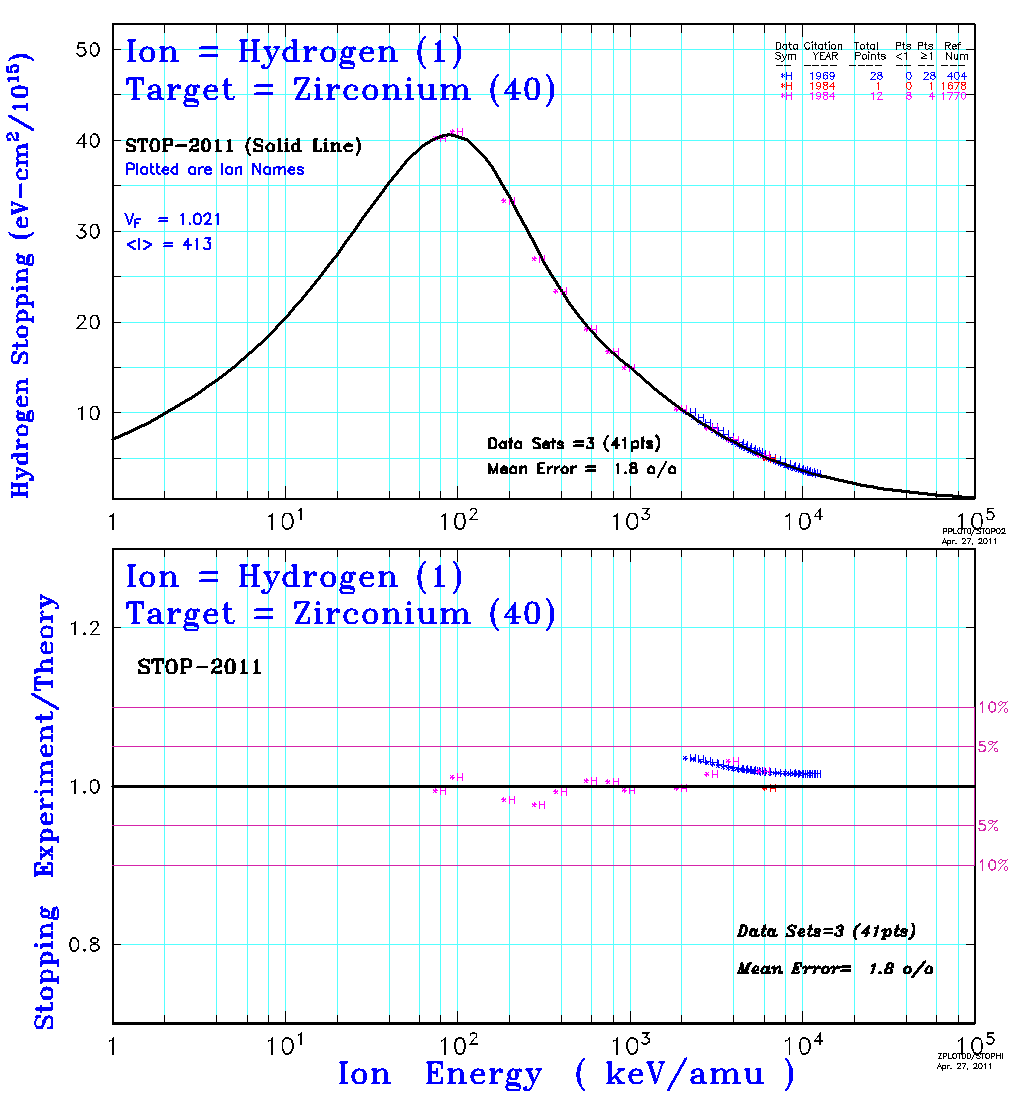 Ion = Hydrogen (1)
Target = Zirconium (40)
Data Citation Total Pts Pts Ref
Sym YEAR Points <1 ≥1 Num
*H 1969 28 0 28 404
*H 1984 1 0 1 1678
*H 1984 12 8 4 1770
STOP-2011 (Solid Line)
Plotted are Ion Names
V_F = 1.021
<I> = 413
Hydrogen Stopping (eV-cm²/10¹⁵)
50
40
30
20
10
Data Sets =3 (41pts)
Mean Error = 1.8 o/o
1 10¹ 10² 10³ 10⁴ 10⁵
PPLOT0/STOP02
Apr. 27, 2011
Ion = Hydrogen (1)
Target = Zirconium (40)
STOP-2011
Stopping Experiment/Theory
1.2
1.0
0.8
10%
5%
5%
10%
Data Sets=3 (41pts)
Mean Error= 1.8 o/o
1 10¹ 10² 10³ 10⁴ 10⁵
Ion Energy ( keV/amu )
ZPLOT0D/STOPHI
Apr. 27, 2011